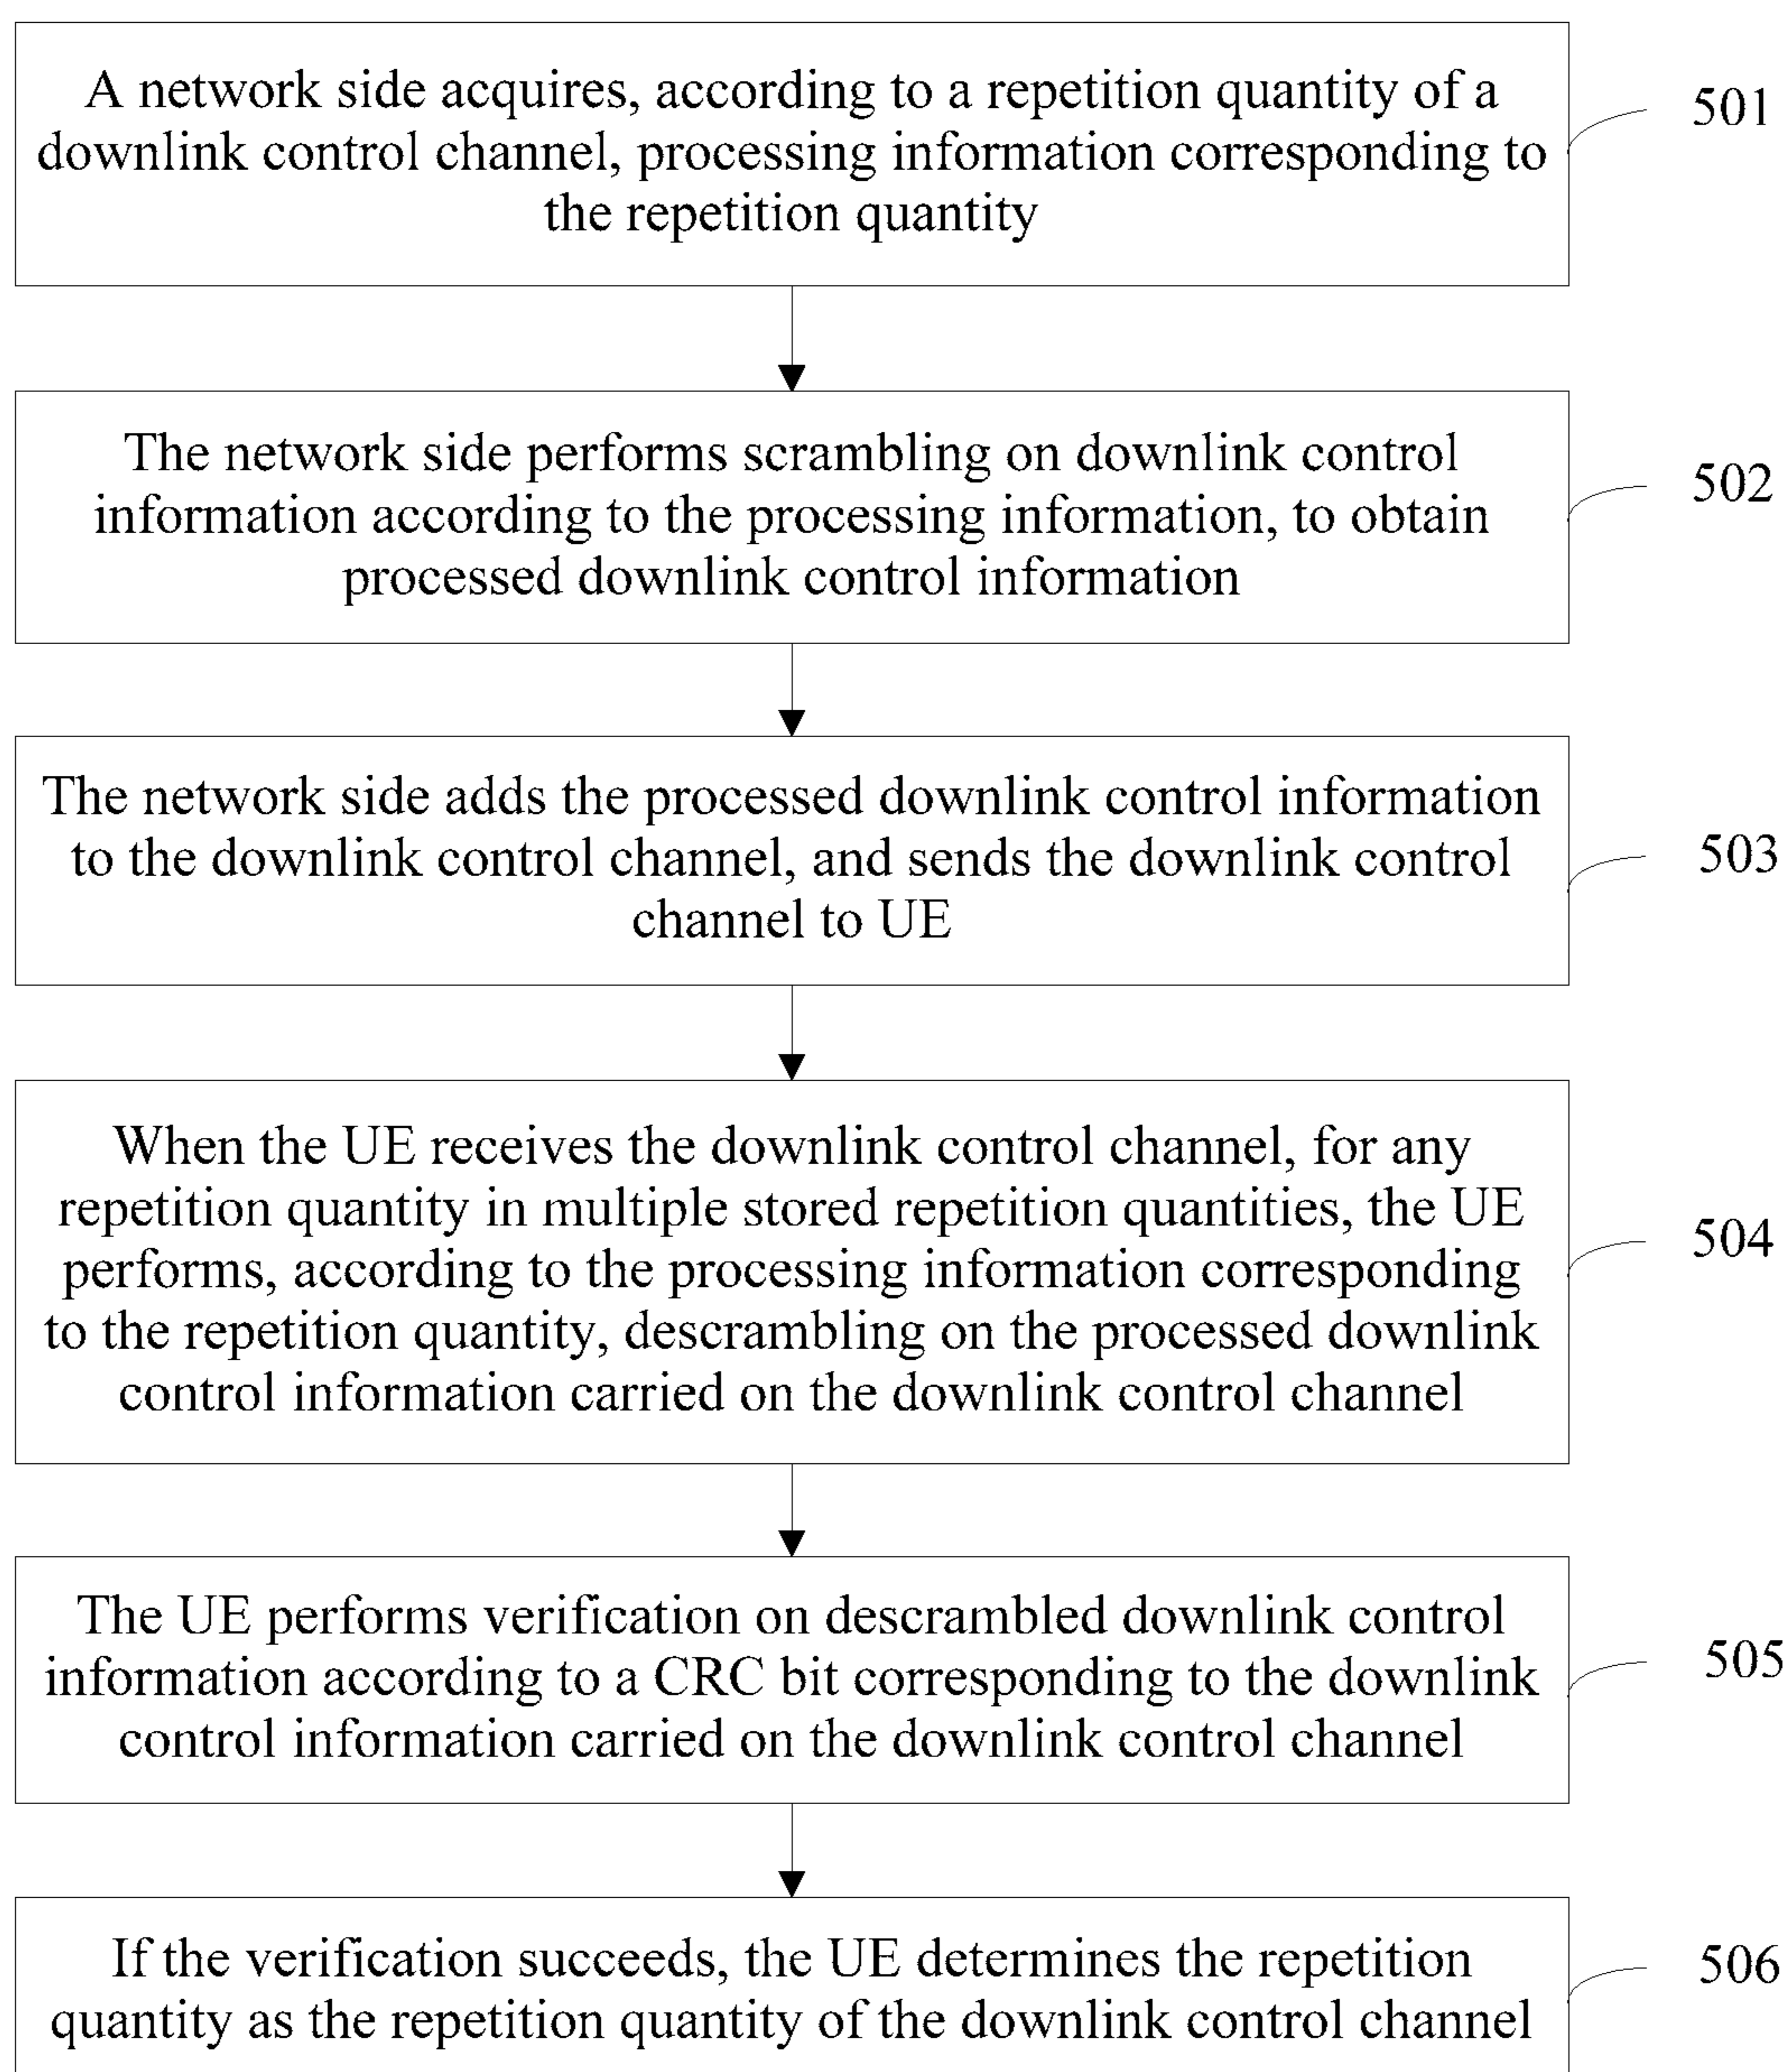 A network side acquires, according to a repetition quantity of a
downlink control channel, processing information corresponding to
the repetition quantity
501
The network side performs scrambling on downlink control
information according to the processing information, to obtain
processed downlink control information
502
The network side adds the processed downlink control information
to the downlink control channel, and sends the downlink control
channel to UE
503
When the UE receives the downlink control channel, for any
repetition quantity in multiple stored repetition quantities, the UE
performs, according to the processing information corresponding
to the repetition quantity, descrambling on the processed downlink
control information carried on the downlink control channel
504
The UE performs verification on descrambled downlink control
information according to a CRC bit corresponding to the downlink
control information carried on the downlink control channel
505
If the verification succeeds, the UE determines the repetition
quantity as the repetition quantity of the downlink control channel
506